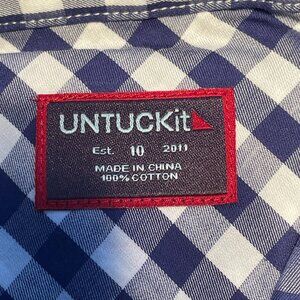 UNTUCKit
Est. 10 2011
MADE IN CHINA
100% COTTON